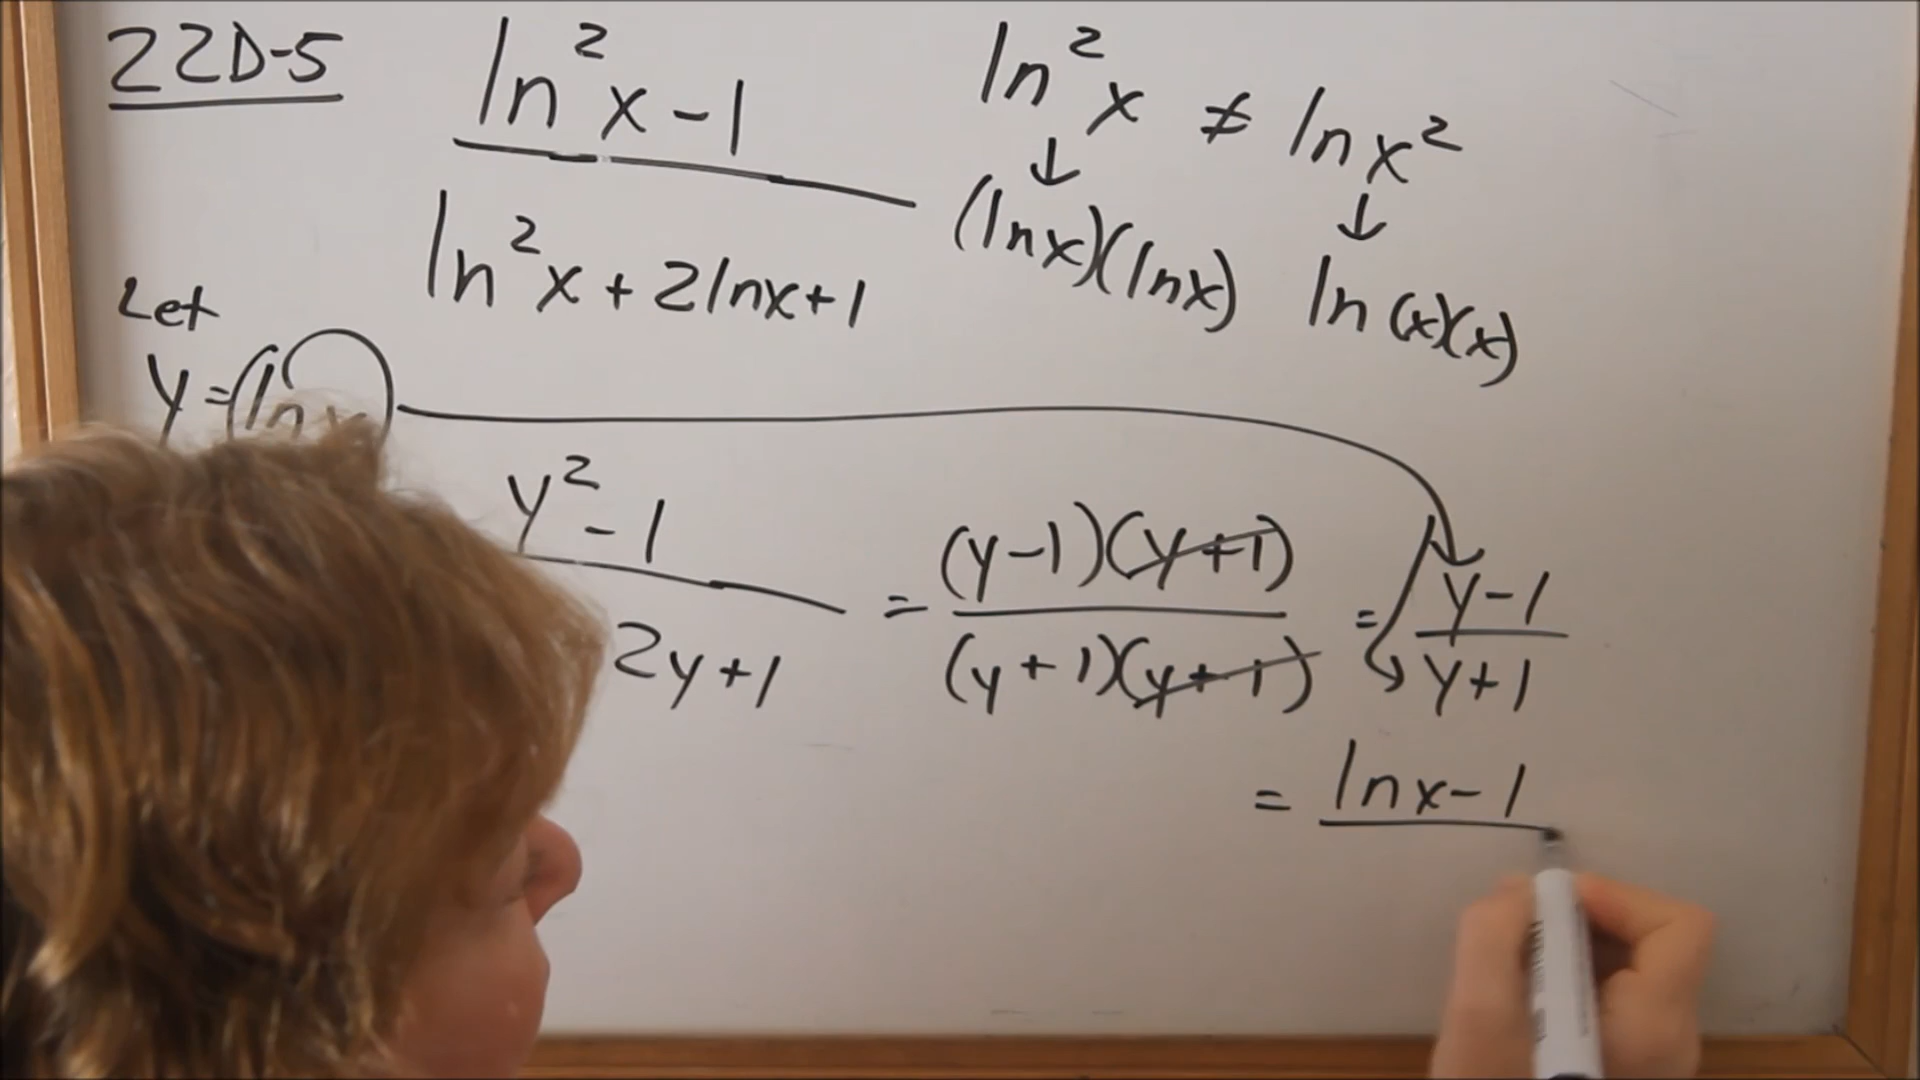 22D-5
ln²x - 1
ln²x + 2lnx + 1
ln²x ≠ lnx²
↓ ↓
(lnx)(lnx) ln(x)(x)
Let
y = lnx
y² - 1
2y + 1
= (y-1)(y+1)
(y+1)(y+1)
= y-1
y+1
= lnx - 1